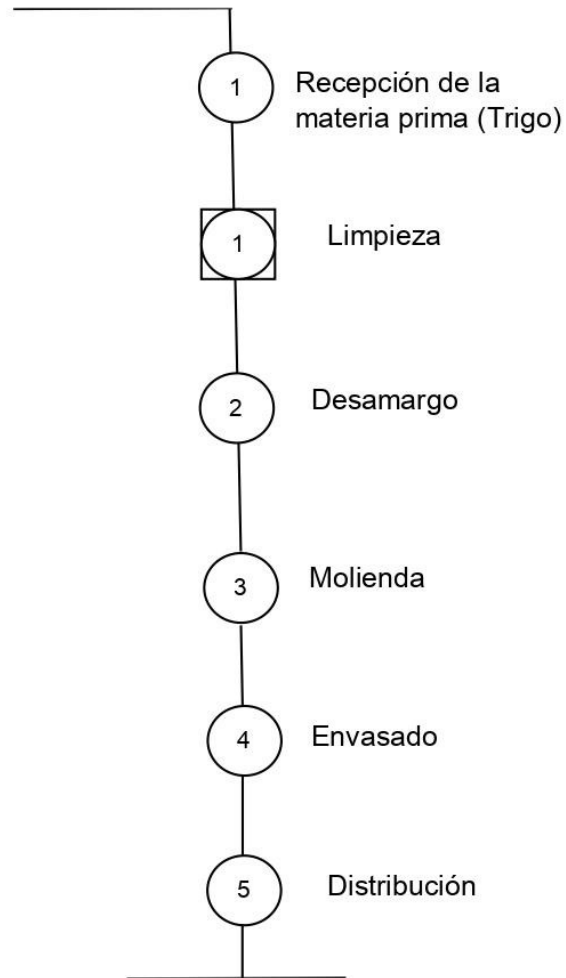 1
Recepción de la
materia prima (Trigo)
1
Limpieza
2
Desamargo
3
Molienda
4
Envasado
5
Distribución